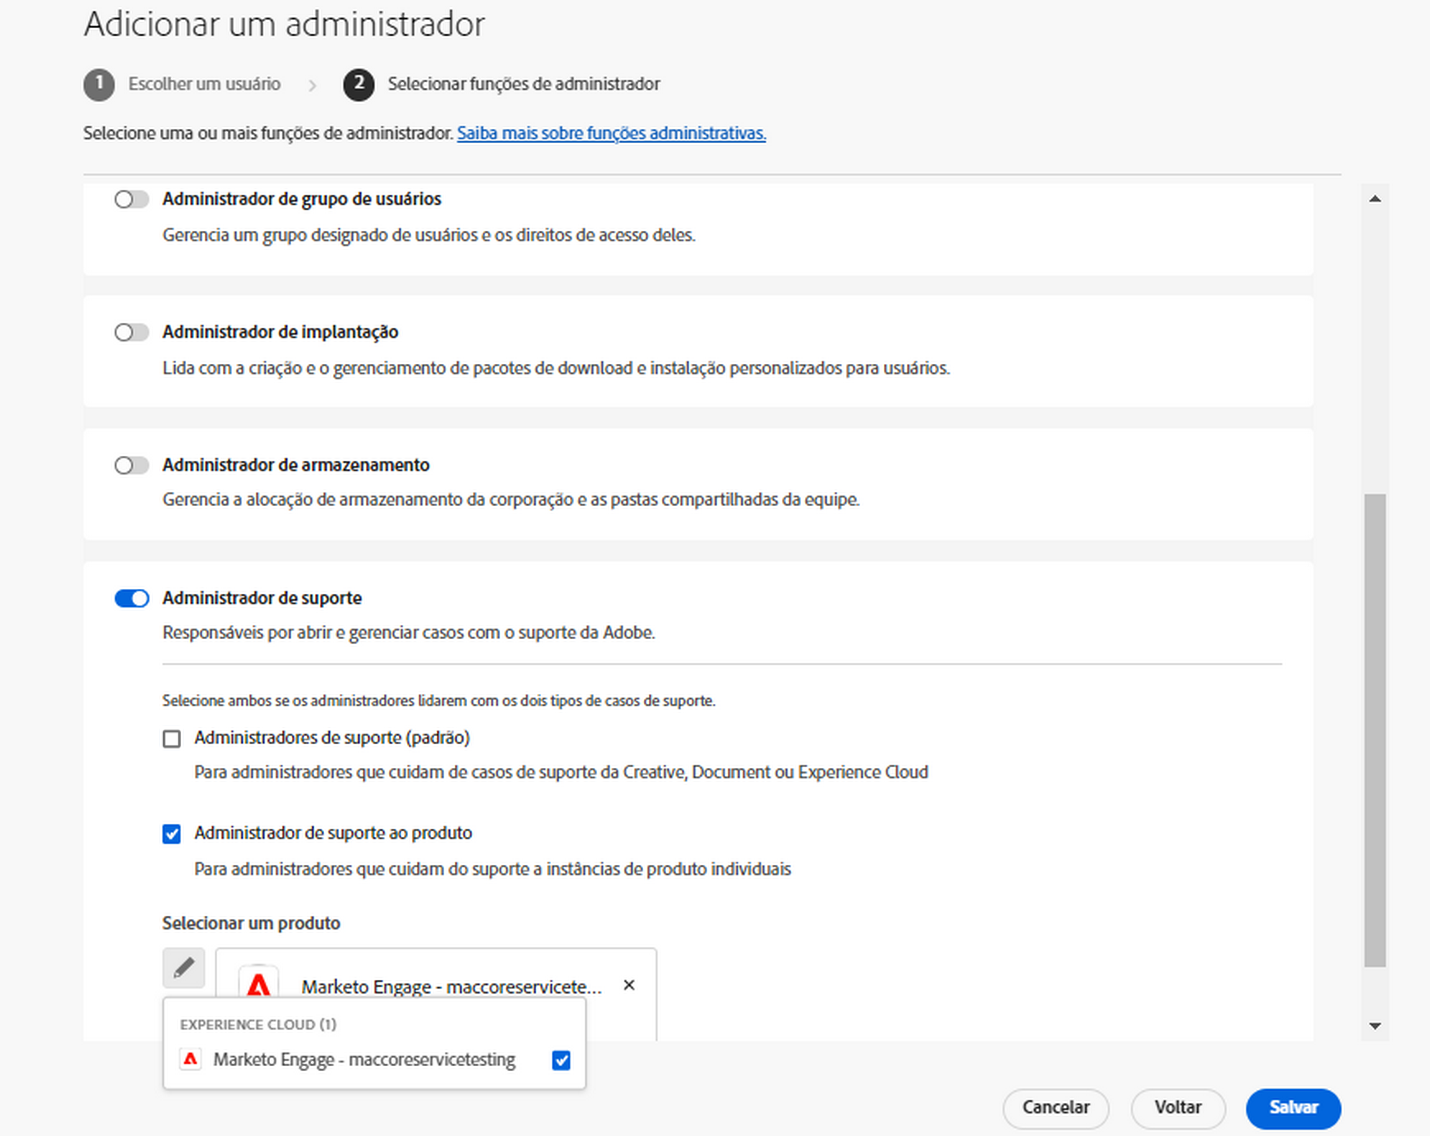 Adicionar um administrador
1 Escolher um usuário > 2 Selecionar funções de administrador
Selecione uma ou mais funções de administrador. Saiba mais sobre funções administrativas.
Administrador de grupo de usuários
Gerencia um grupo designado de usuários e os direitos de acesso deles.
Administrador de implantação
Lida com a criação e o gerenciamento de pacotes de download e instalação personalizados para usuários.
Administrador de armazenamento
Gerencia a alocação de armazenamento da corporação e as pastas compartilhadas da equipe.
Administrador de suporte
Responsáveis por abrir e gerenciar casos com o suporte da Adobe.
Selecione ambos se os administradores lidarem com os dois tipos de casos de suporte.
Administradores de suporte (padrão)
Para administradores que cuidam de casos de suporte da Creative, Document ou Experience Cloud
Administrador de suporte ao produto
Para administradores que cuidam do suporte a instâncias de produto individuais
Selecionar um produto
Marketo Engage - maccoreservicete...
EXPERIENCE CLOUD (1)
Marketo Engage - maccoreservicetesting
Cancelar Voltar Salvar